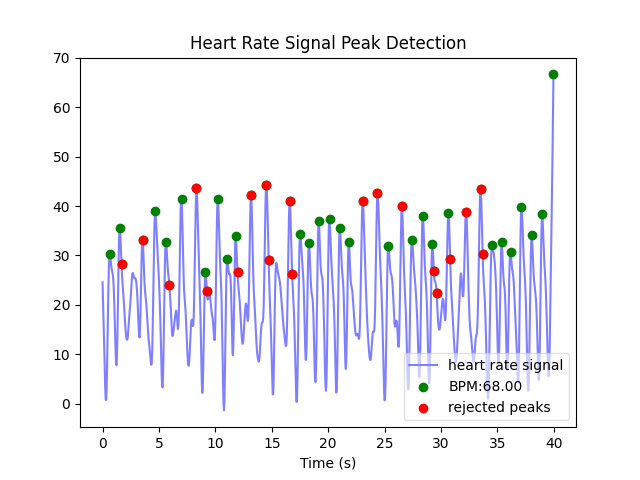 Heart Rate Signal Peak Detection
70
60
50
40
30
20
10
0
heart rate signal
BPM:68.00
rejected peaks
0 5 10 15 20 25 30 35 40
Time (s)